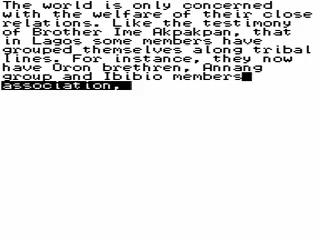 The world is only concerned
with the welfare of their close
relations. Like the testimony
of Brother Ime Akpakpan, that
in Lagos some members have
grouped themselves along tribal
lines. For instance, they now
have Oron brethren, Annang
group and Ibibio members
association,